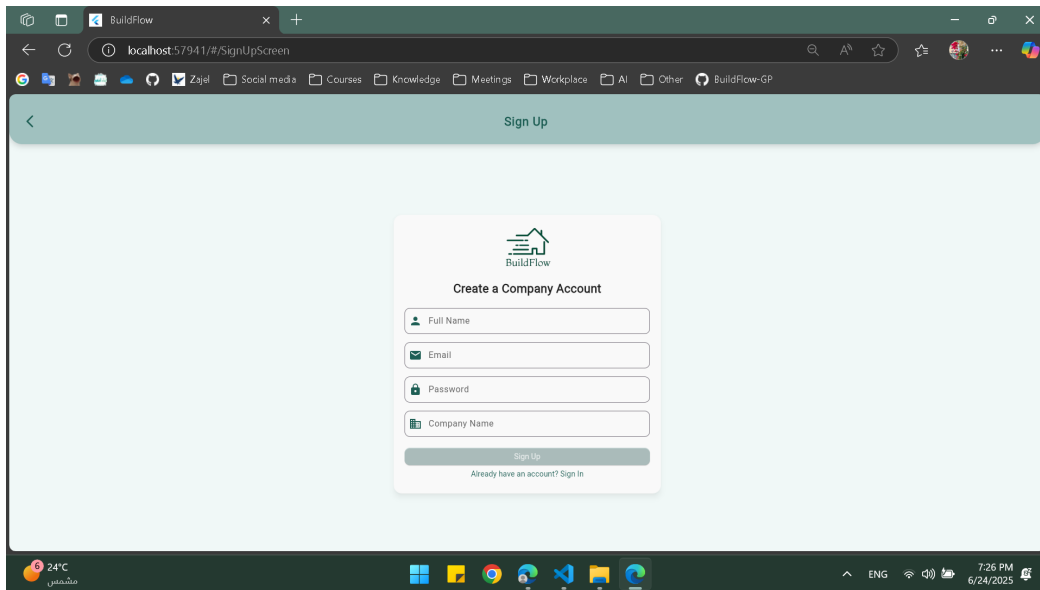 BuildFlow
localhost:57941/#/SignUpScreen
Zajel Social media Courses Knowledge Meetings Workplace AI Other BuildFlow-GP
Sign Up
BuildFlow
Create a Company Account
Full Name
Email
Password
Company Name
Sign Up
Already have an account? Sign In
6
24°C
مشمس
ENG
7:26 PM
6/24/2025